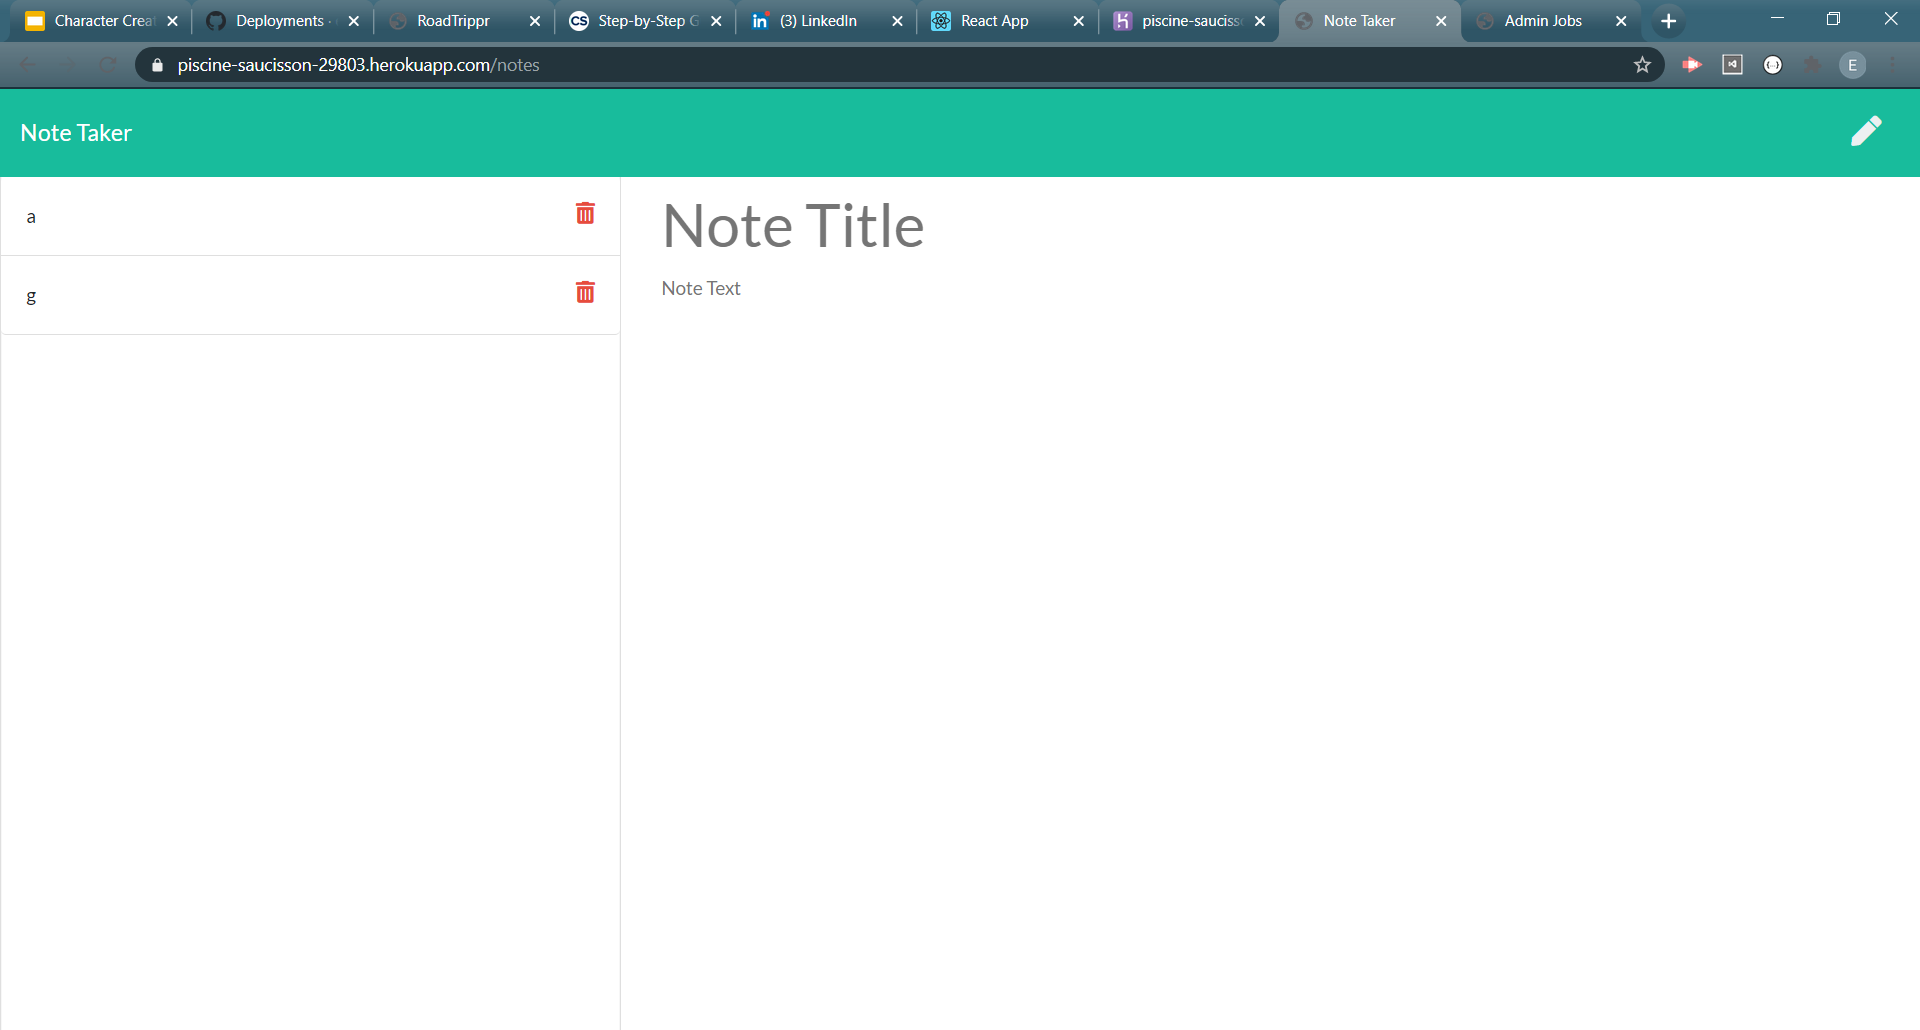 Character Crea
Deployments ·
RoadTrippr
Step-by-Step G
(3) LinkedIn
React App
piscine-sauciss
Note Taker
Admin Jobs
piscine-saucisson-29803.herokuapp.com/notes
E
Note Taker
a
g
Note Title
Note Text